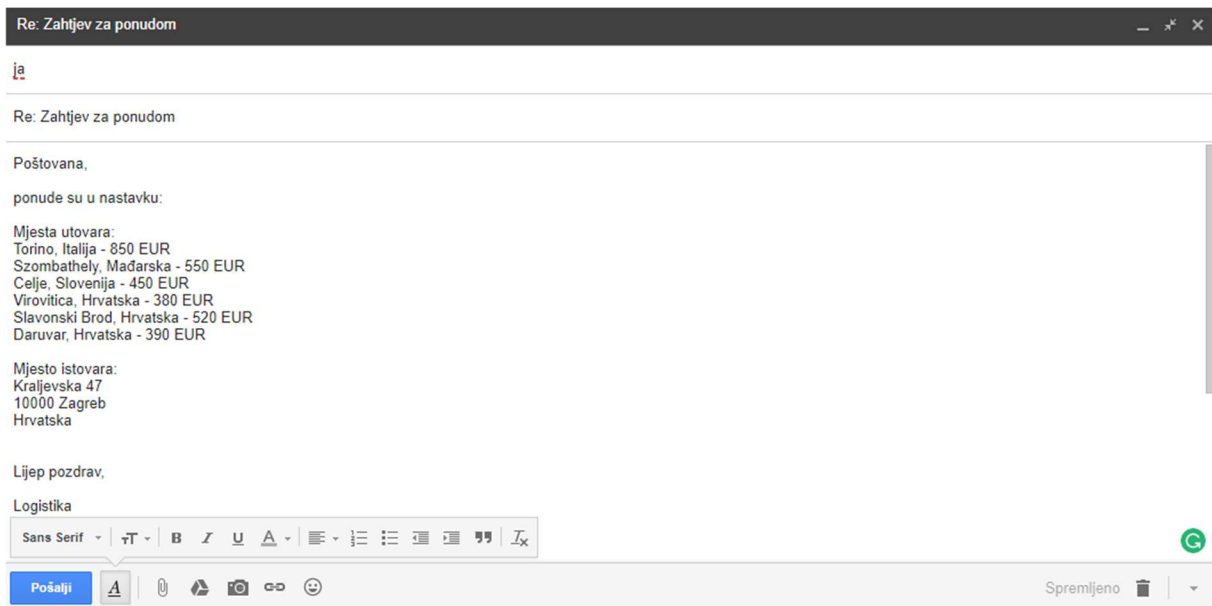 Re: Zahtjev za ponudom
ja
Re: Zahtjev za ponudom
Poštovana,
ponude su u nastavku:
Mjesta utovara:
Torino, Italija - 850 EUR
Szombathely, Mađarska - 550 EUR
Celje, Slovenija - 450 EUR
Virovitica, Hrvatska - 380 EUR
Slavonski Brod, Hrvatska - 520 EUR
Daruvar, Hrvatska - 390 EUR
Mjesto istovara:
Kraljevska 47
10000 Zagreb
Hrvatska
Lijep pozdrav,
Logistika
Sans Serif
Pošalji
Spremljeno